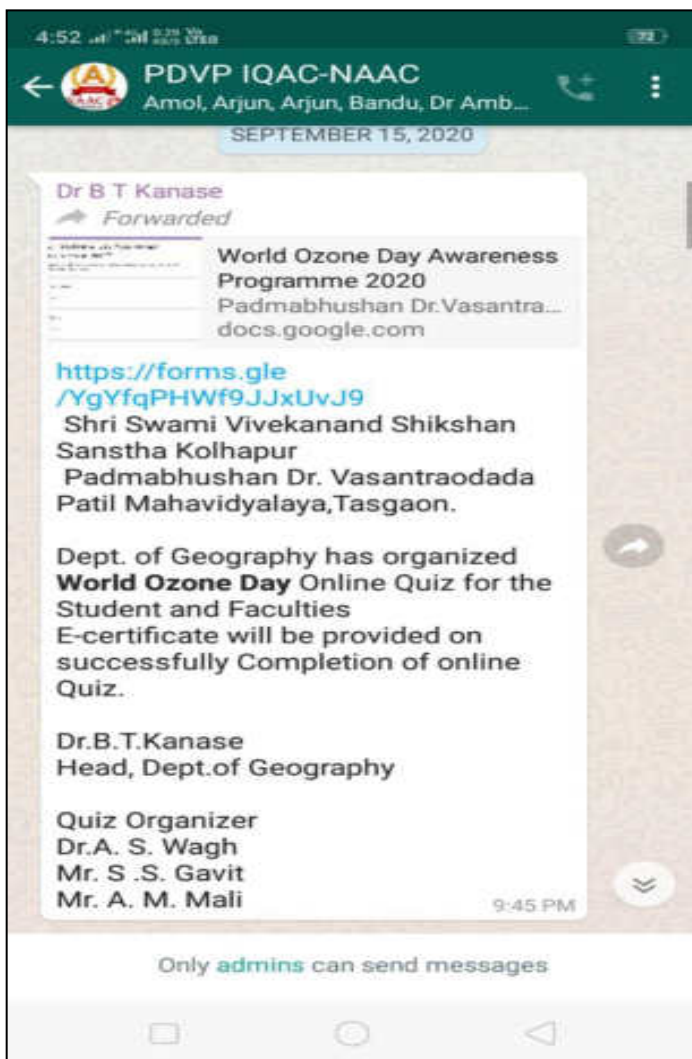 4:52
72
PDVP IQAC-NAAC
Amol, Arjun, Arjun, Bandu, Dr Amb...
SEPTEMBER 15, 2020
Dr B T Kanase
Forwarded
World Ozone Day Awareness
Programme 2020
Padmabhushan Dr.Vasantra...
docs.google.com
https://forms.gle
/YgYfqPHWf9JJxUvJ9
Shri Swami Vivekanand Shikshan
Sanstha Kolhapur
Padmabhushan Dr. Vasantraodada
Patil Mahavidyalaya,Tasgaon.
Dept. of Geography has organized
World Ozone Day Online Quiz for the
Student and Faculties
E-certificate will be provided on
successfully Completion of online
Quiz.
Dr.B.T.Kanase
Head, Dept.of Geography
Quiz Organizer
Dr.A. S. Wagh
Mr. S .S. Gavit
Mr. A. M. Mali
9:45 PM
Only admins can send messages